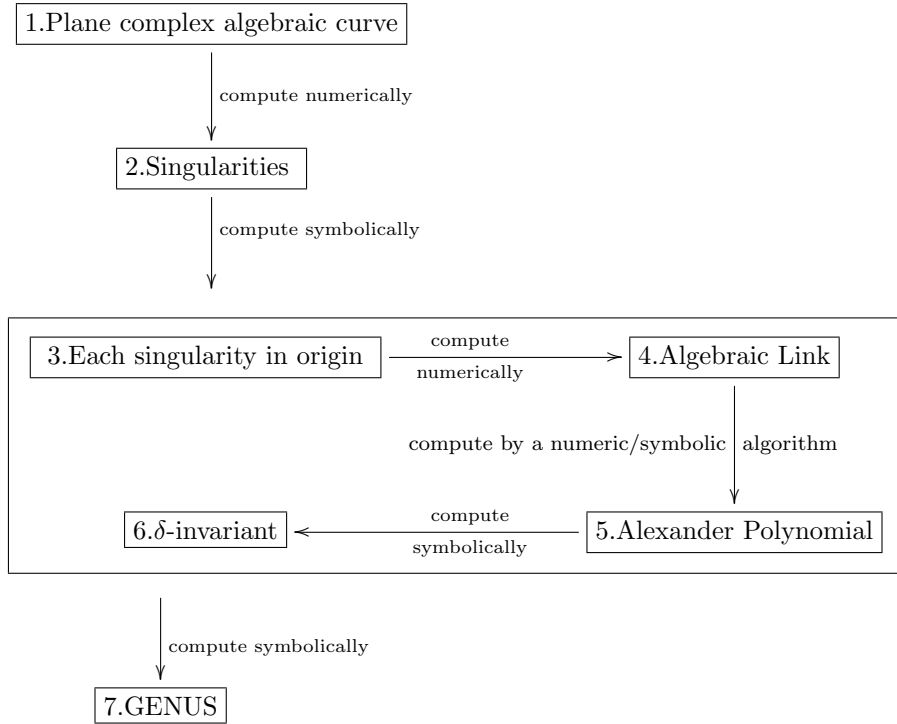 1.Plane complex algebraic curve
compute numerically
2.Singularities
compute symbolically
3.Each singularity in origin
compute
numerically
4.Algebraic Link
compute by a numeric/symbolic algorithm
6.δ-invariant
compute
symbolically
5.Alexander Polynomial
compute symbolically
7.GENUS